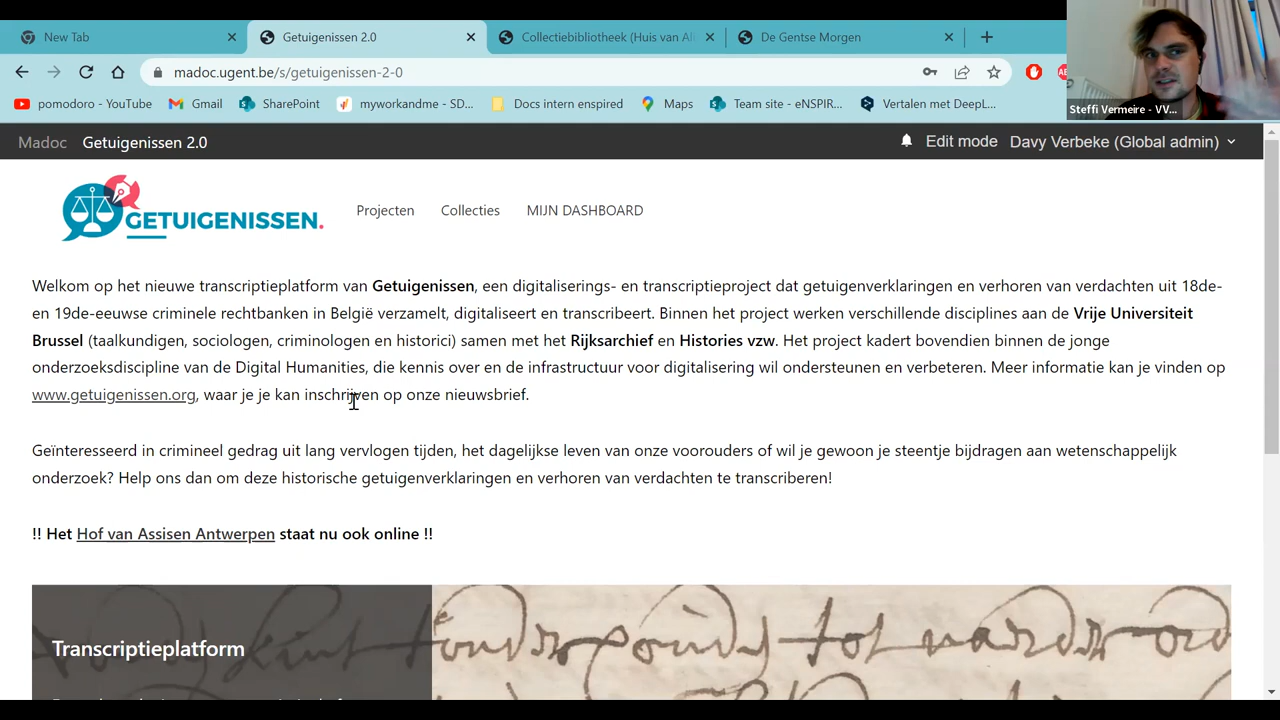 New Tab
Getuigenissen 2.0
Collectiebibliotheek (Huis van Al
De Gentse Morgen
madoc.ugent.be/s/getuigenissen-2-0
pomodoro - YouTube
Gmail
SharePoint
myworkandme - SD...
Docs intern enspired
Maps
Team site - eNSPIR...
Vertalen met DeepL...
Steffi Vermeire - VV...
Madoc
Getuigenissen 2.0
Edit mode
Davy Verbeke (Global admin)
GETUIGENISSEN.
Projecten
Collecties
MIJN DASHBOARD
Welkom op het nieuwe transcriptieplatform van Getuigenissen, een digitaliserings- en transcriptieproject dat getuigenverklaringen en verhoren van verdachten uit 18de-
en 19de-eeuwse criminele rechtbanken in België verzamelt, digitaliseert en transcribeert. Binnen het project werken verschillende disciplines aan de Vrije Universiteit
Brussel (taalkundigen, sociologen, criminologen en historici) samen met het Rijksarchief en Histories vzw. Het project kadert bovendien binnen de jonge
onderzoeksdiscipline van de Digital Humanities, die kennis over en de infrastructuur voor digitalisering wil ondersteunen en verbeteren. Meer informatie kan je vinden op
www.getuigenissen.org, waar je je kan inschrijven op onze nieuwsbrief.
Geïnteresseerd in crimineel gedrag uit lang vervlogen tijden, het dagelijkse leven van onze voorouders of wil je gewoon je steentje bijdragen aan wetenschappelijk
onderzoek? Help ons dan om deze historische getuigenverklaringen en verhoren van verdachten te transcriberen!
!! Het Hof van Assisen Antwerpen staat nu ook online !!
Transcriptieplatform